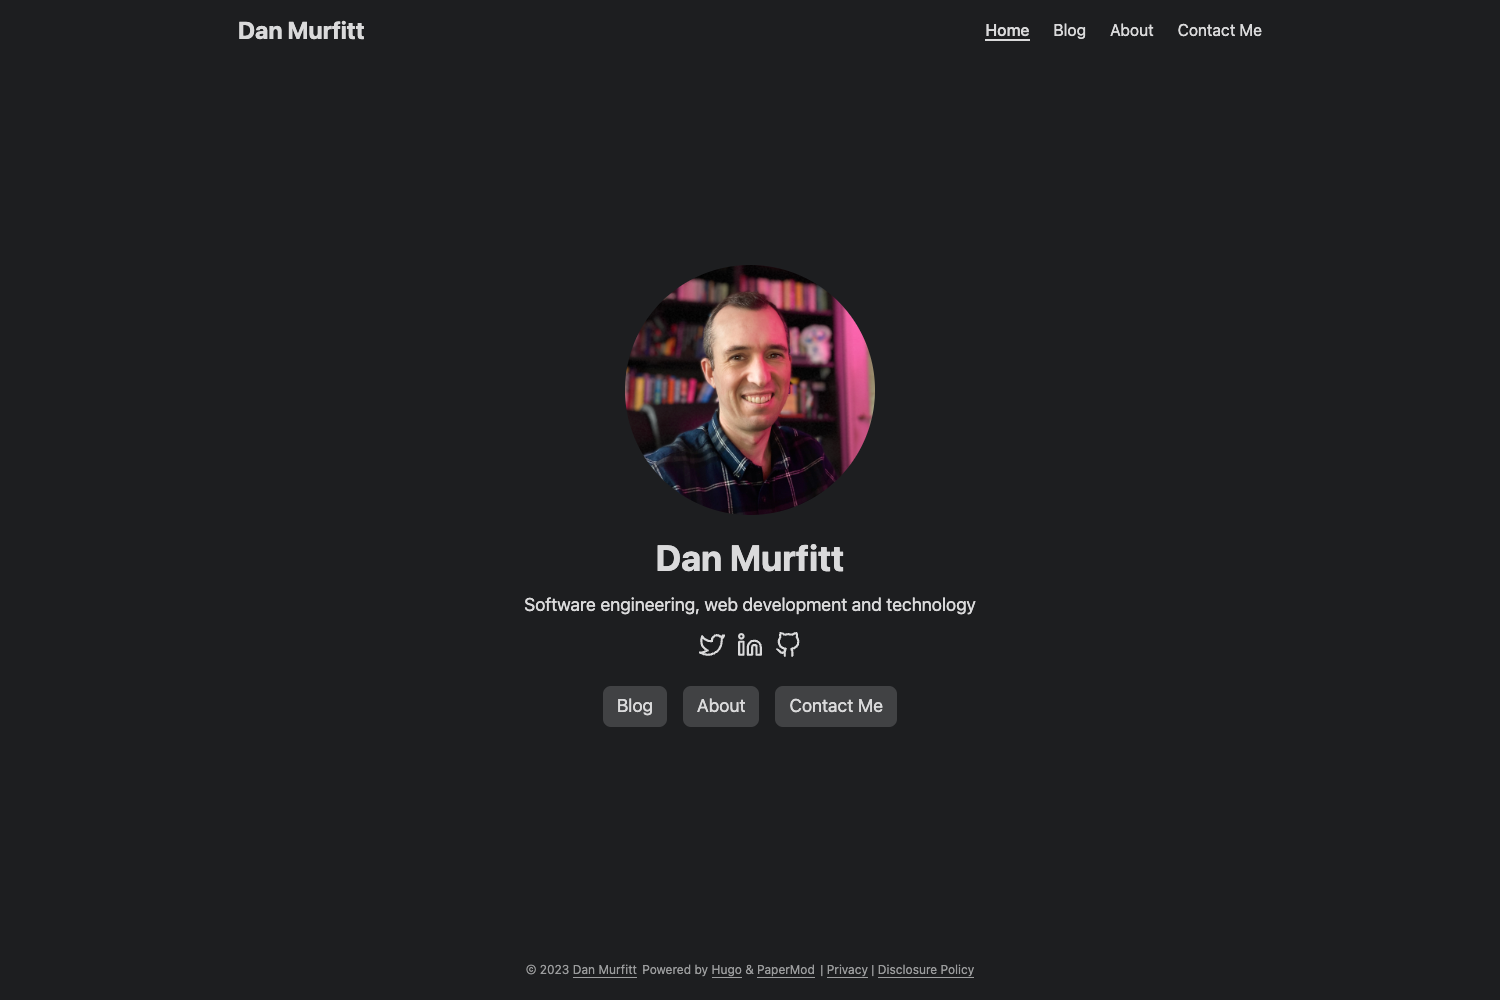 Dan Murfitt
Home Blog About Contact Me
Dan Murfitt
Software engineering, web development and technology
Blog About Contact Me
© 2023 Dan Murfitt Powered by Hugo & PaperMod | Privacy | Disclosure Policy